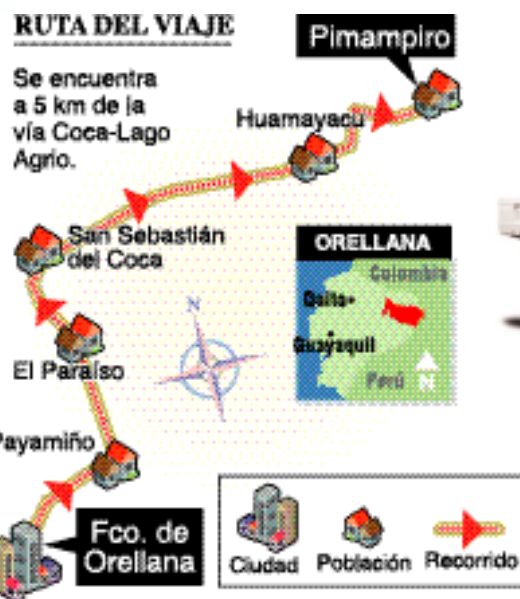 RUTA DEL VIAJE
Se encuentra
a 5 km de la
vía Coca-Lago
Agrio.
Pimampiro
Huamayacu
San Sebastián
del Coca
ORELLANA
Colombia
Quito
Guayaquil
Perú
N
N
El Paraíso
Payamiño
Fco. de
Orellana
Ciudad
Población
Recorrido